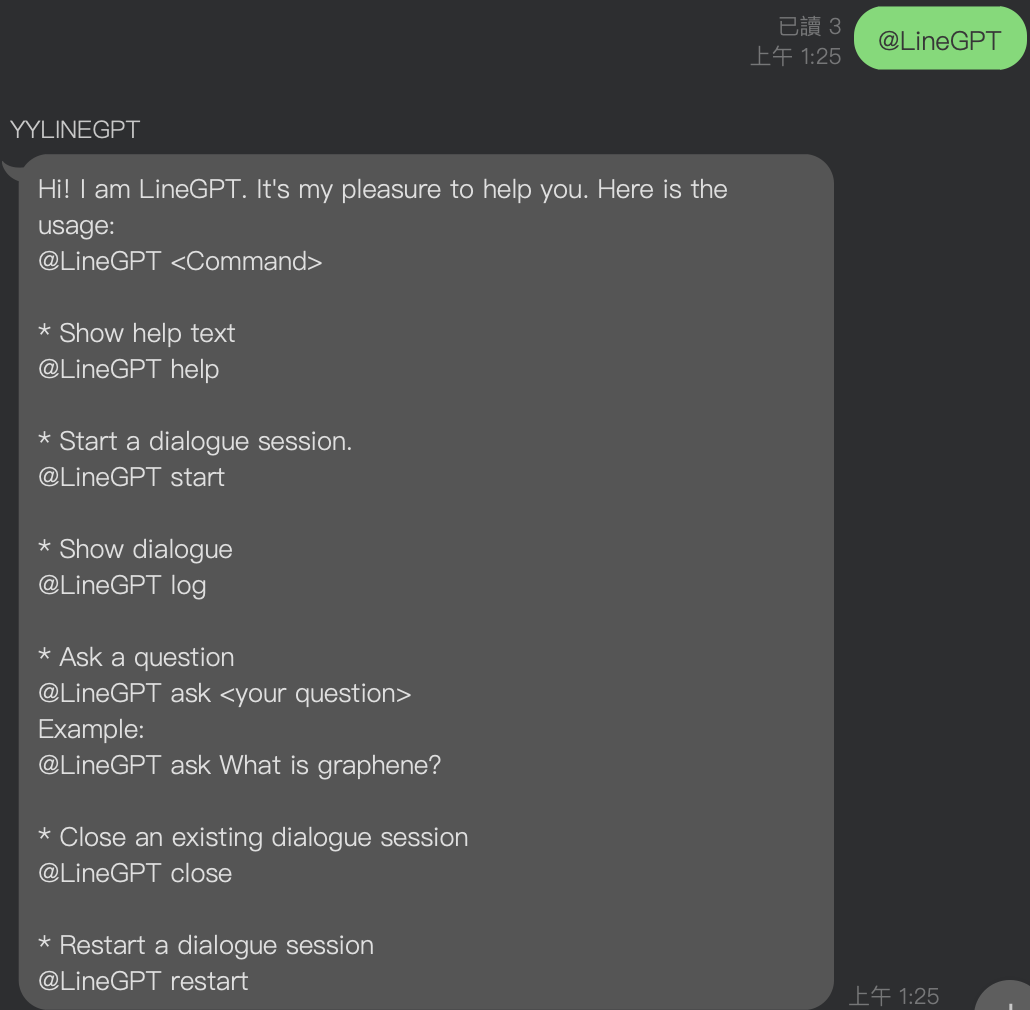 已讀 3
上午 1:25
@LineGPT
YYLINEGPT
Hi! I am LineGPT. It's my pleasure to help you. Here is the
usage:
@LineGPT <Command>
* Show help text
@LineGPT help
* Start a dialogue session.
@LineGPT start
* Show dialogue
@LineGPT log
* Ask a question
@LineGPT ask <your question>
Example:
@LineGPT ask What is graphene?
* Close an existing dialogue session
@LineGPT close
* Restart a dialogue session
@LineGPT restart
上午 1:25